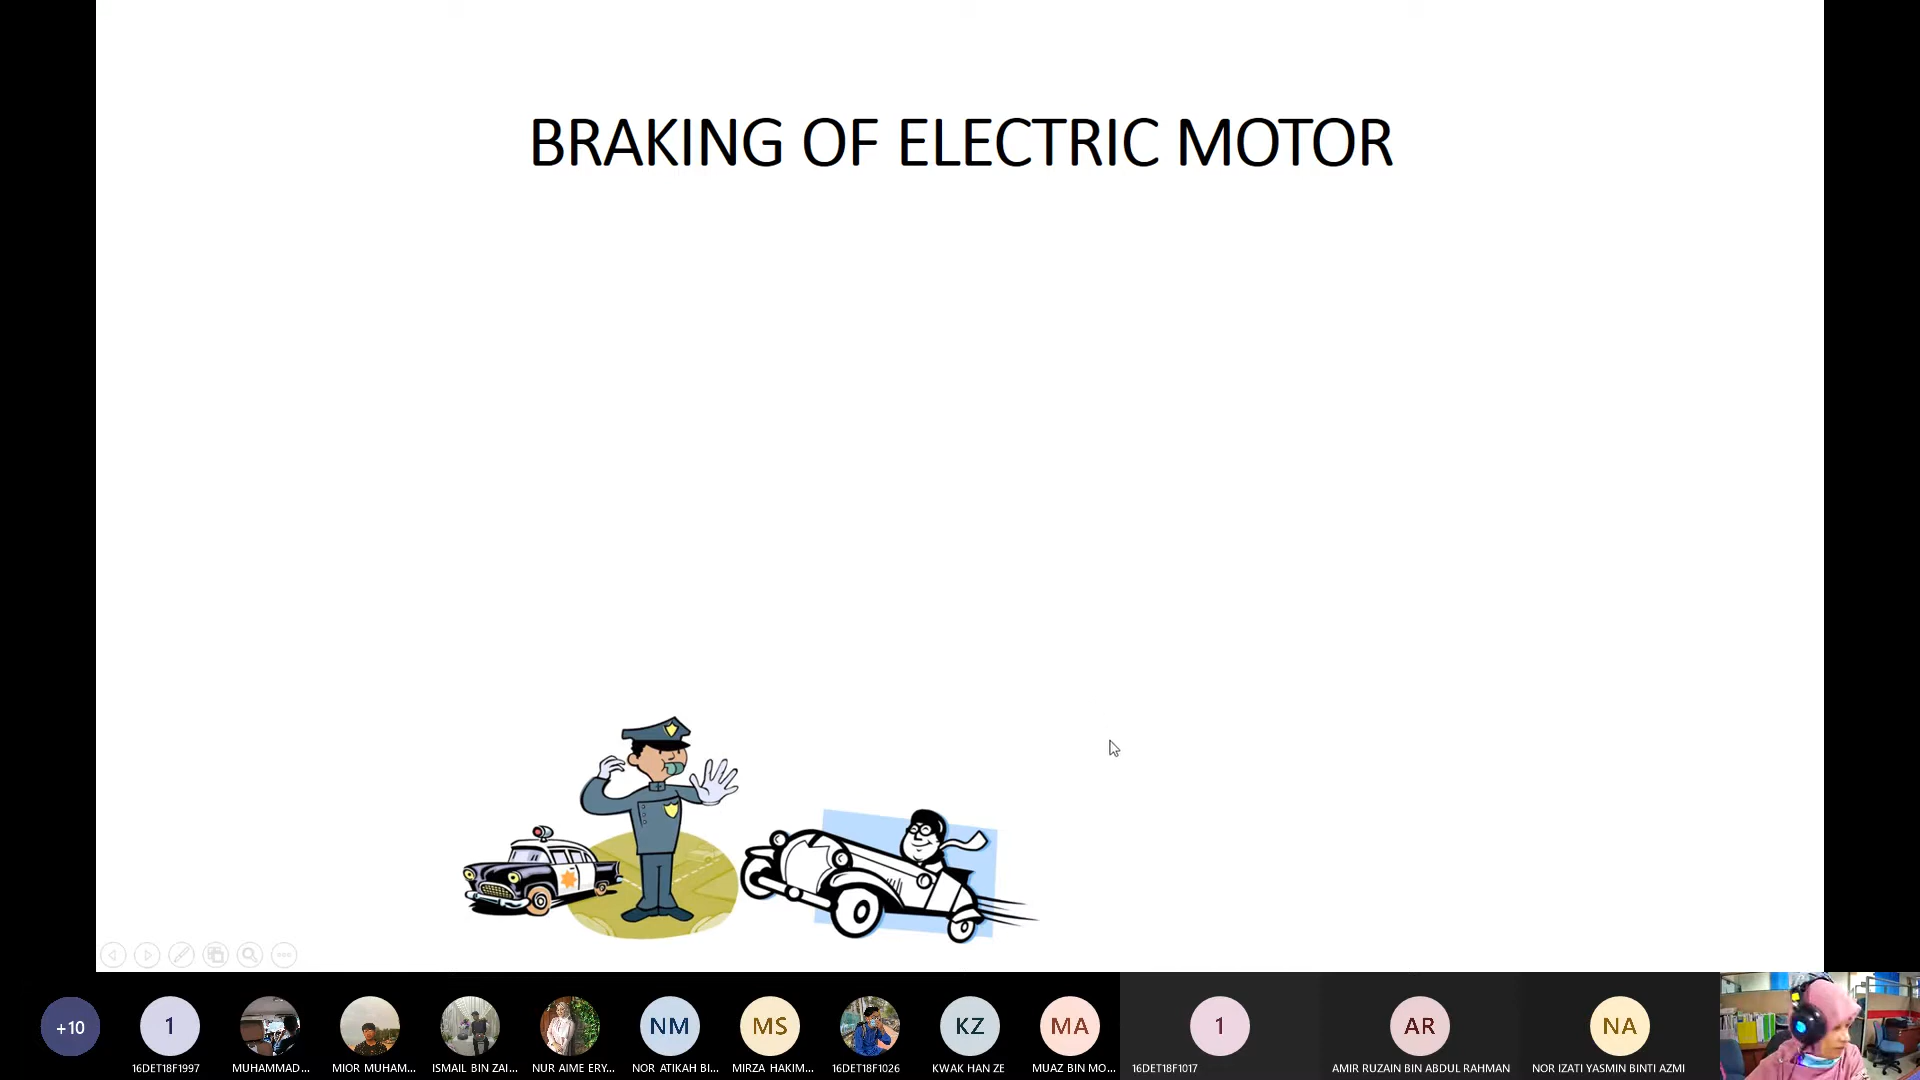 BRAKING OF ELECTRIC MOTOR
+10
1
NM
MS
KZ
MA
1
AR
NA
16DET18F1997
MUHAMMAD...
MIOR MUHAM...
ISMAIL BIN ZAI...
NUR AIME ERY...
NOR ATIKAH BI...
MIRZA HAKIM...
16DET18F1026
KWAK HAN ZE
MUAZ BIN MO...
16DET18F1017
AMIR RUZAIN BIN ABDUL RAHMAN
NOR IZATI YASMIN BINTI AZMI